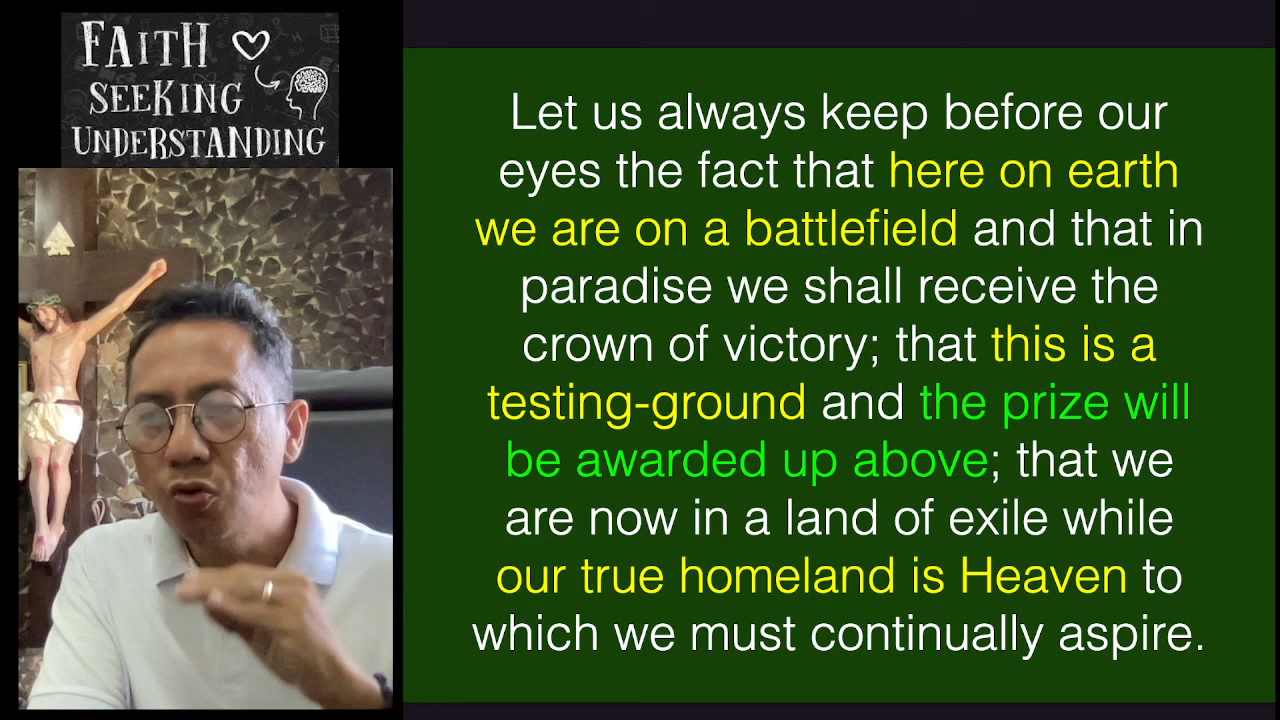 FAITH
SEEKING
UNDERSTANDING
Let us always keep before our
eyes the fact that here on earth
we are on a battlefield and that in
paradise we shall receive the
crown of victory; that this is a
testing-ground and the prize will
be awarded up above; that we
are now in a land of exile while
our true homeland is Heaven to
which we must continually aspire.